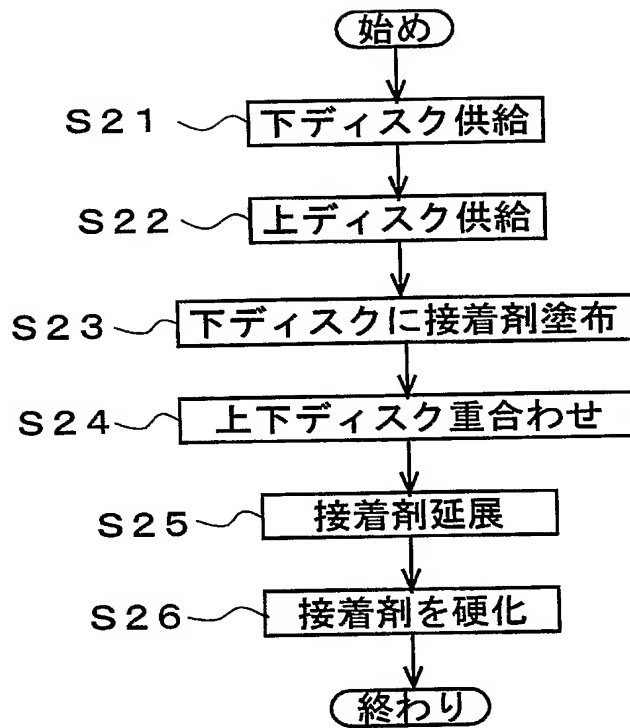 始め
S21 下ディスク供給
S22 上ディスク供給
S23 下ディスクに接着剤塗布
S24 上下ディスク重合わせ
S25 接着剤延展
S26 接着剤を硬化
終わり